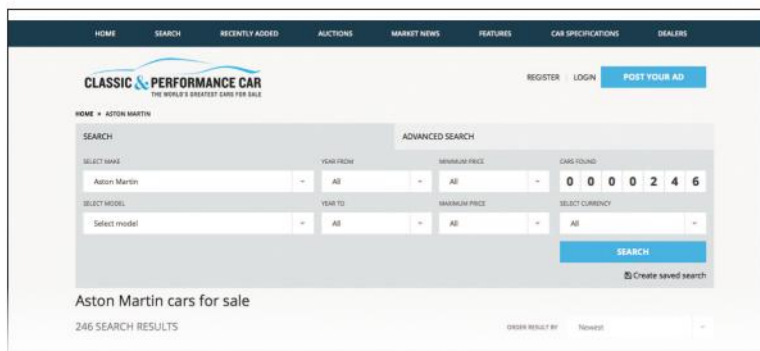 HOME SEARCH RECENTLY ADDED AUCTIONS MARKET NEWS FEATURES CAR SPECIFICATIONS DEALERS
CLASSIC & PERFORMANCE CAR
THE WORLD'S GREATEST CARS FOR SALE
REGISTER LOGIN POST YOUR AD
HOME » ASTON MARTIN
SEARCH ADVANCED SEARCH
SELECT MAKE YEAR FROM MINIMUM PRICE CARS FOUND
Aston Martin All All 0 0 0 0 2 4 6
SELECT MODEL YEAR TO MAXIMUM PRICE SELECT CURRENCY
Select model All All All
SEARCH
Create saved search
Aston Martin cars for sale
246 SEARCH RESULTS ORDER RESULT BY Newest